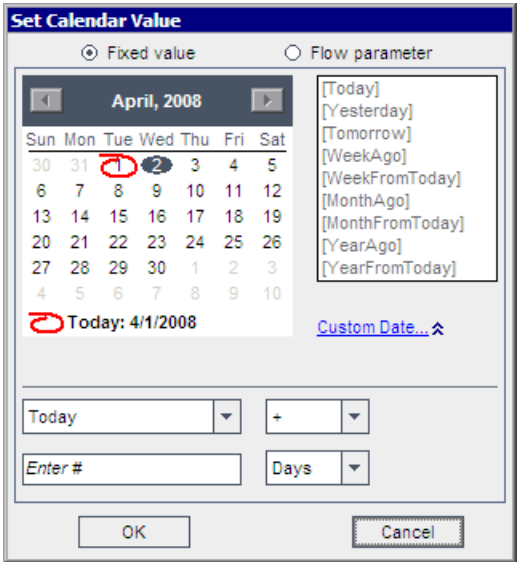 Set Calendar Value
Fixed value Flow parameter
April, 2008
Sun Mon Tue Wed Thu Fri Sat
30 31 1 2 3 4 5
6 7 8 9 10 11 12
13 14 15 16 17 18 19
20 21 22 23 24 25 26
27 28 29 30 1 2 3
4 5 6 7 8 9 10
Today: 4/1/2008
[Today]
[Yesterday]
[Tomorrow]
[WeekAgo]
[WeekFromToday]
[MonthAgo]
[MonthFromToday]
[YearAgo]
[YearFromToday]
Custom Date...
Today +
Enter # Days
OK Cancel